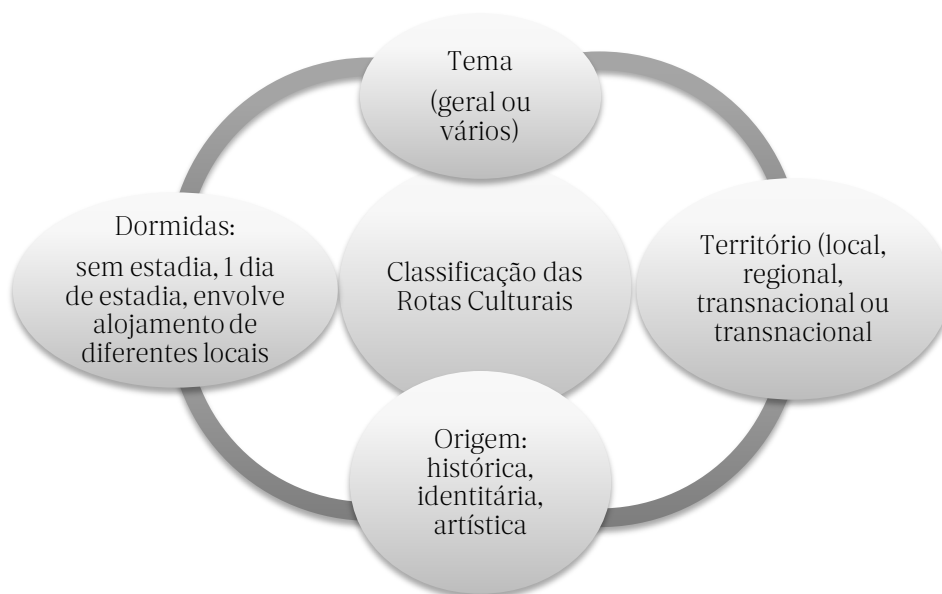 Tema
(geral ou
vários)
Dormidas:
sem estadia, 1 dia
de estadia, envolve
alojamento de
diferentes locais
Classificação das
Rotas Culturais
Território (local,
regional,
transnacional ou
transnacional
Origem:
histórica,
identitária,
artística